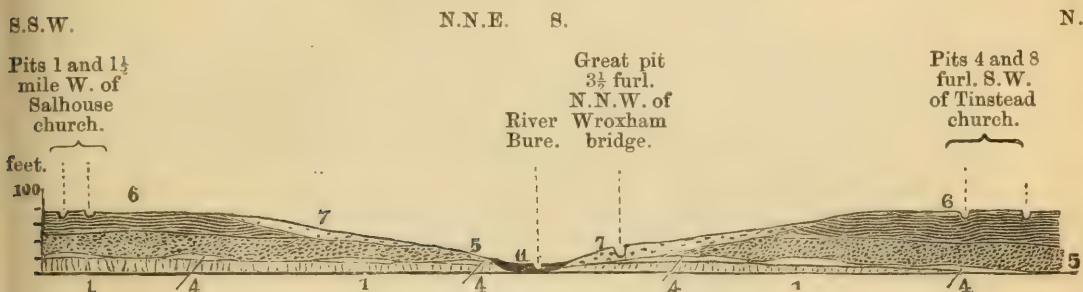 S.S.W.
N.N.E. S.
N.
Pits 1 and 1½
mile W. of
Salhouse
church.
River
Bure.
Great pit
3½ furl.
N.N.W. of
Wroxham
bridge.
Pits 4 and 8
furl. S.W.
of Tinstead
church.
feet.
100
6
7
5
11
7
6
5
1
4
1
4
4
1
4